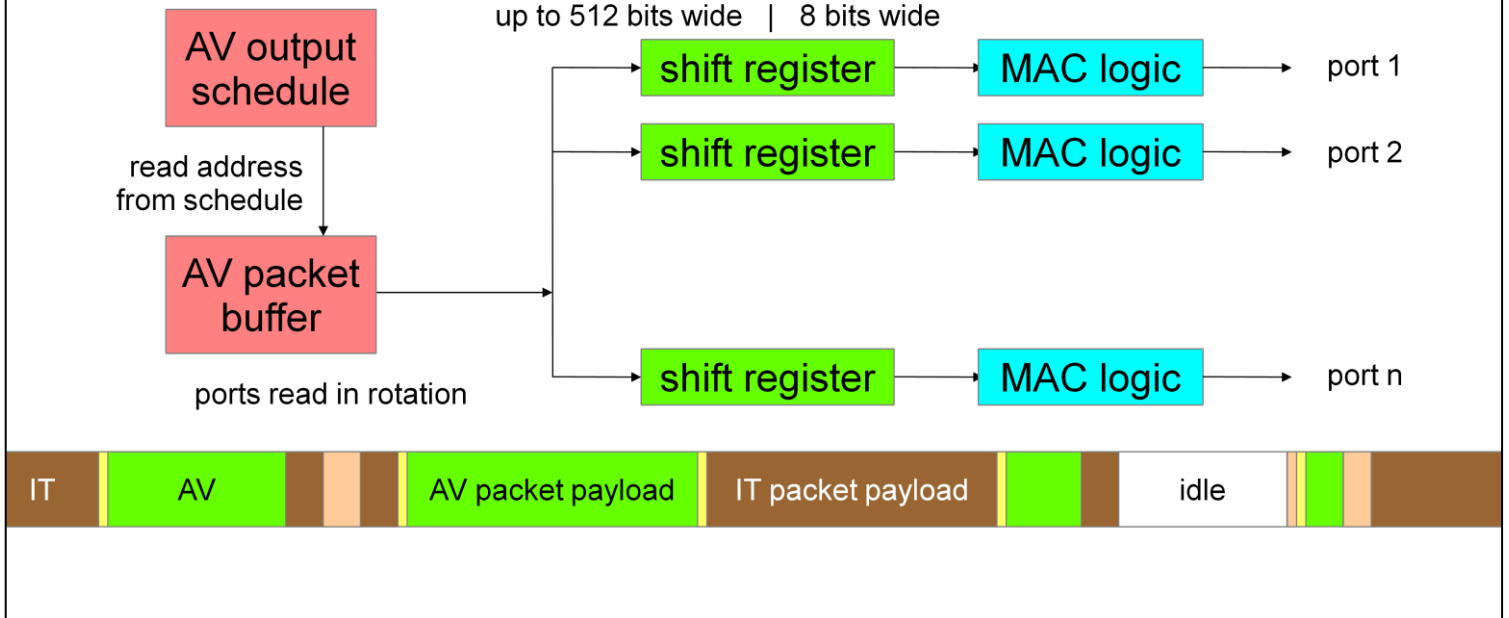 up to 512 bits wide | 8 bits wide
AV output
schedule
shift register
MAC logic
port 1
shift register
MAC logic
port 2
read address
from schedule
AV packet
buffer
shift register
MAC logic
port n
ports read in rotation
IT
AV
AV packet payload
IT packet payload
idle